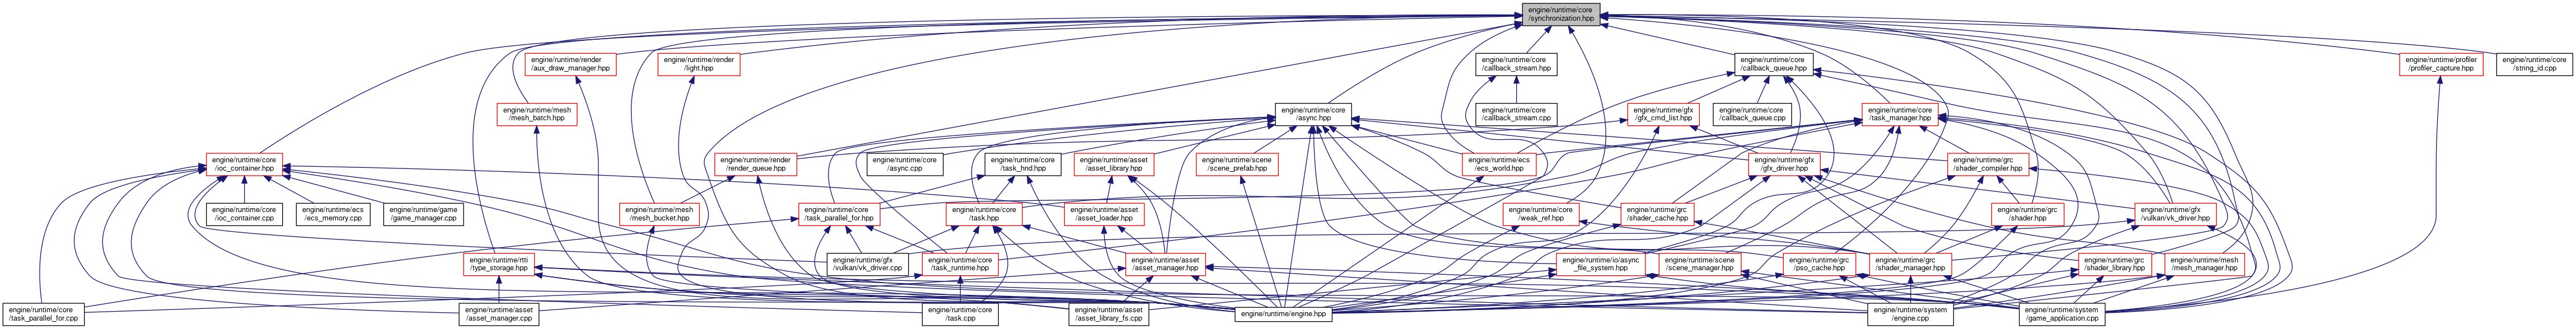 engine/runtime/core
/synchronization.hpp
engine/runtime/render
/aux_draw_manager.hpp
engine/runtime/render
/light.hpp
engine/runtime/core
/callback_stream.hpp
engine/runtime/core
/callback_queue.hpp
engine/runtime/profiler
/profiler_capture.hpp
engine/runtime/core
/string_id.cpp
engine/runtime/mesh
/mesh_batch.hpp
engine/runtime/core
/async.hpp
engine/runtime/core
/callback_stream.cpp
engine/runtime/gfx
/gfx_cmd_list.hpp
engine/runtime/core
/callback_queue.cpp
engine/runtime/core
/task_manager.hpp
engine/runtime/core
/ioc_container.hpp
engine/runtime/render
/render_queue.hpp
engine/runtime/core
/async.cpp
engine/runtime/core
/task_hnd.hpp
engine/runtime/asset
/asset_library.hpp
engine/runtime/scene
/scene_prefab.hpp
engine/runtime/ecs
/ecs_world.hpp
engine/runtime/gfx
/gfx_driver.hpp
engine/runtime/grc
/shader_compiler.hpp
engine/runtime/core
/ioc_container.cpp
engine/runtime/ecs
/ecs_memory.cpp
engine/runtime/game
/game_manager.cpp
engine/runtime/mesh
/mesh_bucket.hpp
engine/runtime/core
/task_parallel_for.hpp
engine/runtime/core
/task.hpp
engine/runtime/asset
/asset_loader.hpp
engine/runtime/core
/weak_ref.hpp
engine/runtime/grc
/shader_cache.hpp
engine/runtime/grc
/shader.hpp
engine/runtime/gfx
/vulkan/vk_driver.hpp
engine/runtime/rtti
/type_storage.hpp
engine/runtime/gfx
/vulkan/vk_driver.cpp
engine/runtime/core
/task_runtime.hpp
engine/runtime/asset
/asset_manager.hpp
engine/runtime/io/async
_file_system.hpp
engine/runtime/scene
/scene_manager.hpp
engine/runtime/grc
/pso_cache.hpp
engine/runtime/grc
/shader_manager.hpp
engine/runtime/grc
/shader_library.hpp
engine/runtime/mesh
/mesh_manager.hpp
engine/runtime/core
/task_parallel_for.cpp
engine/runtime/asset
/asset_manager.cpp
engine/runtime/core
/task.cpp
engine/runtime/asset
/asset_library_fs.cpp
engine/runtime/engine.hpp
engine/runtime/system
/engine.cpp
engine/runtime/system
/game_application.cpp